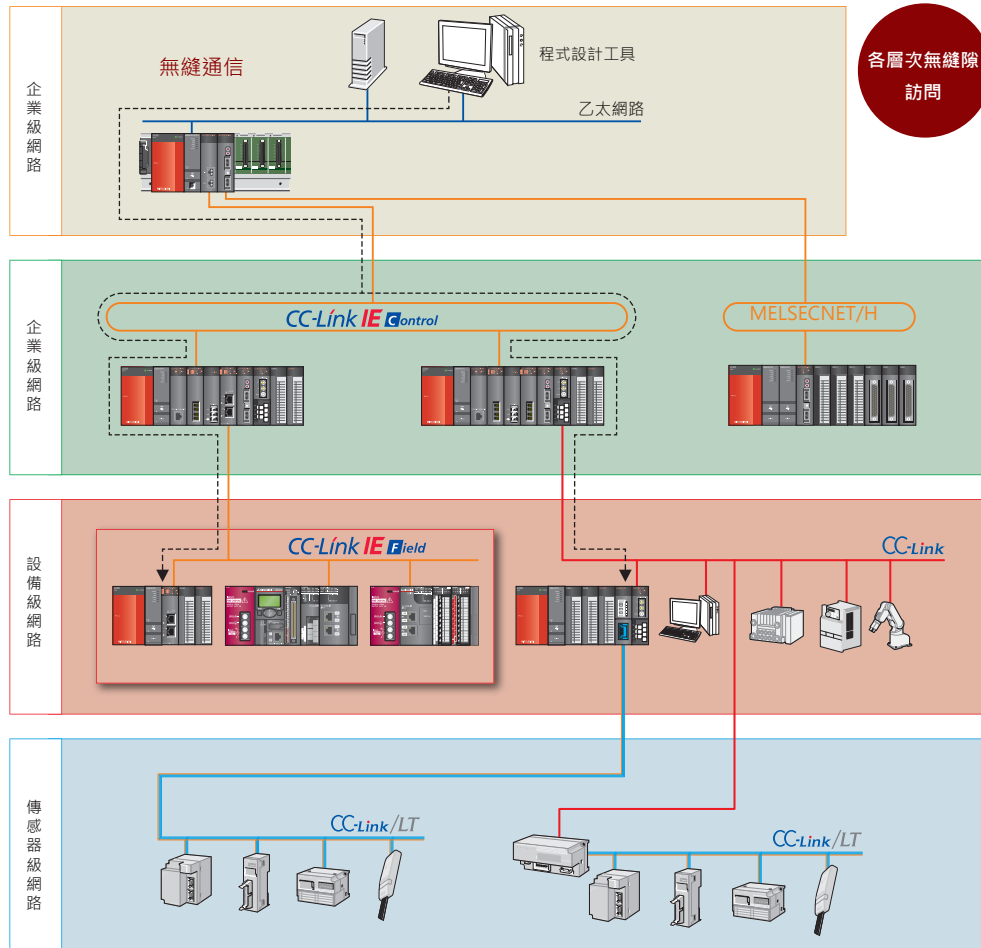 各層次無縫隙
訪問
無縫通信
程式設計工具
乙太網路
企業級網路
CC-Link IE Control
MELSECNET/H
企業級網路
CC-Link IE Field
CC-Link
設備級網路
CC-Link/LT
CC-Link/LT
傳感器級網路